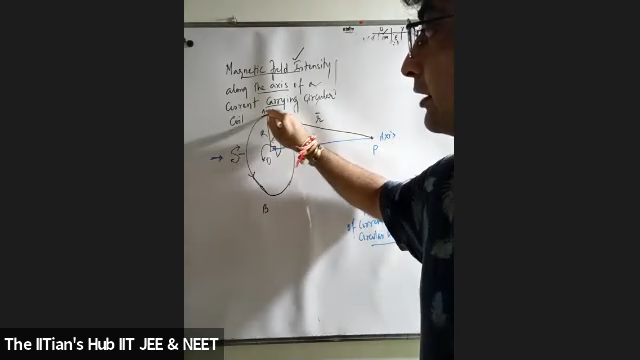 Magnetic field Intensity
along the axis of a
Current Carrying Circular
Coil
a
r
Axis
P
O
S
B
of Current
Circular
The IITian's Hub IIT JEE & NEET